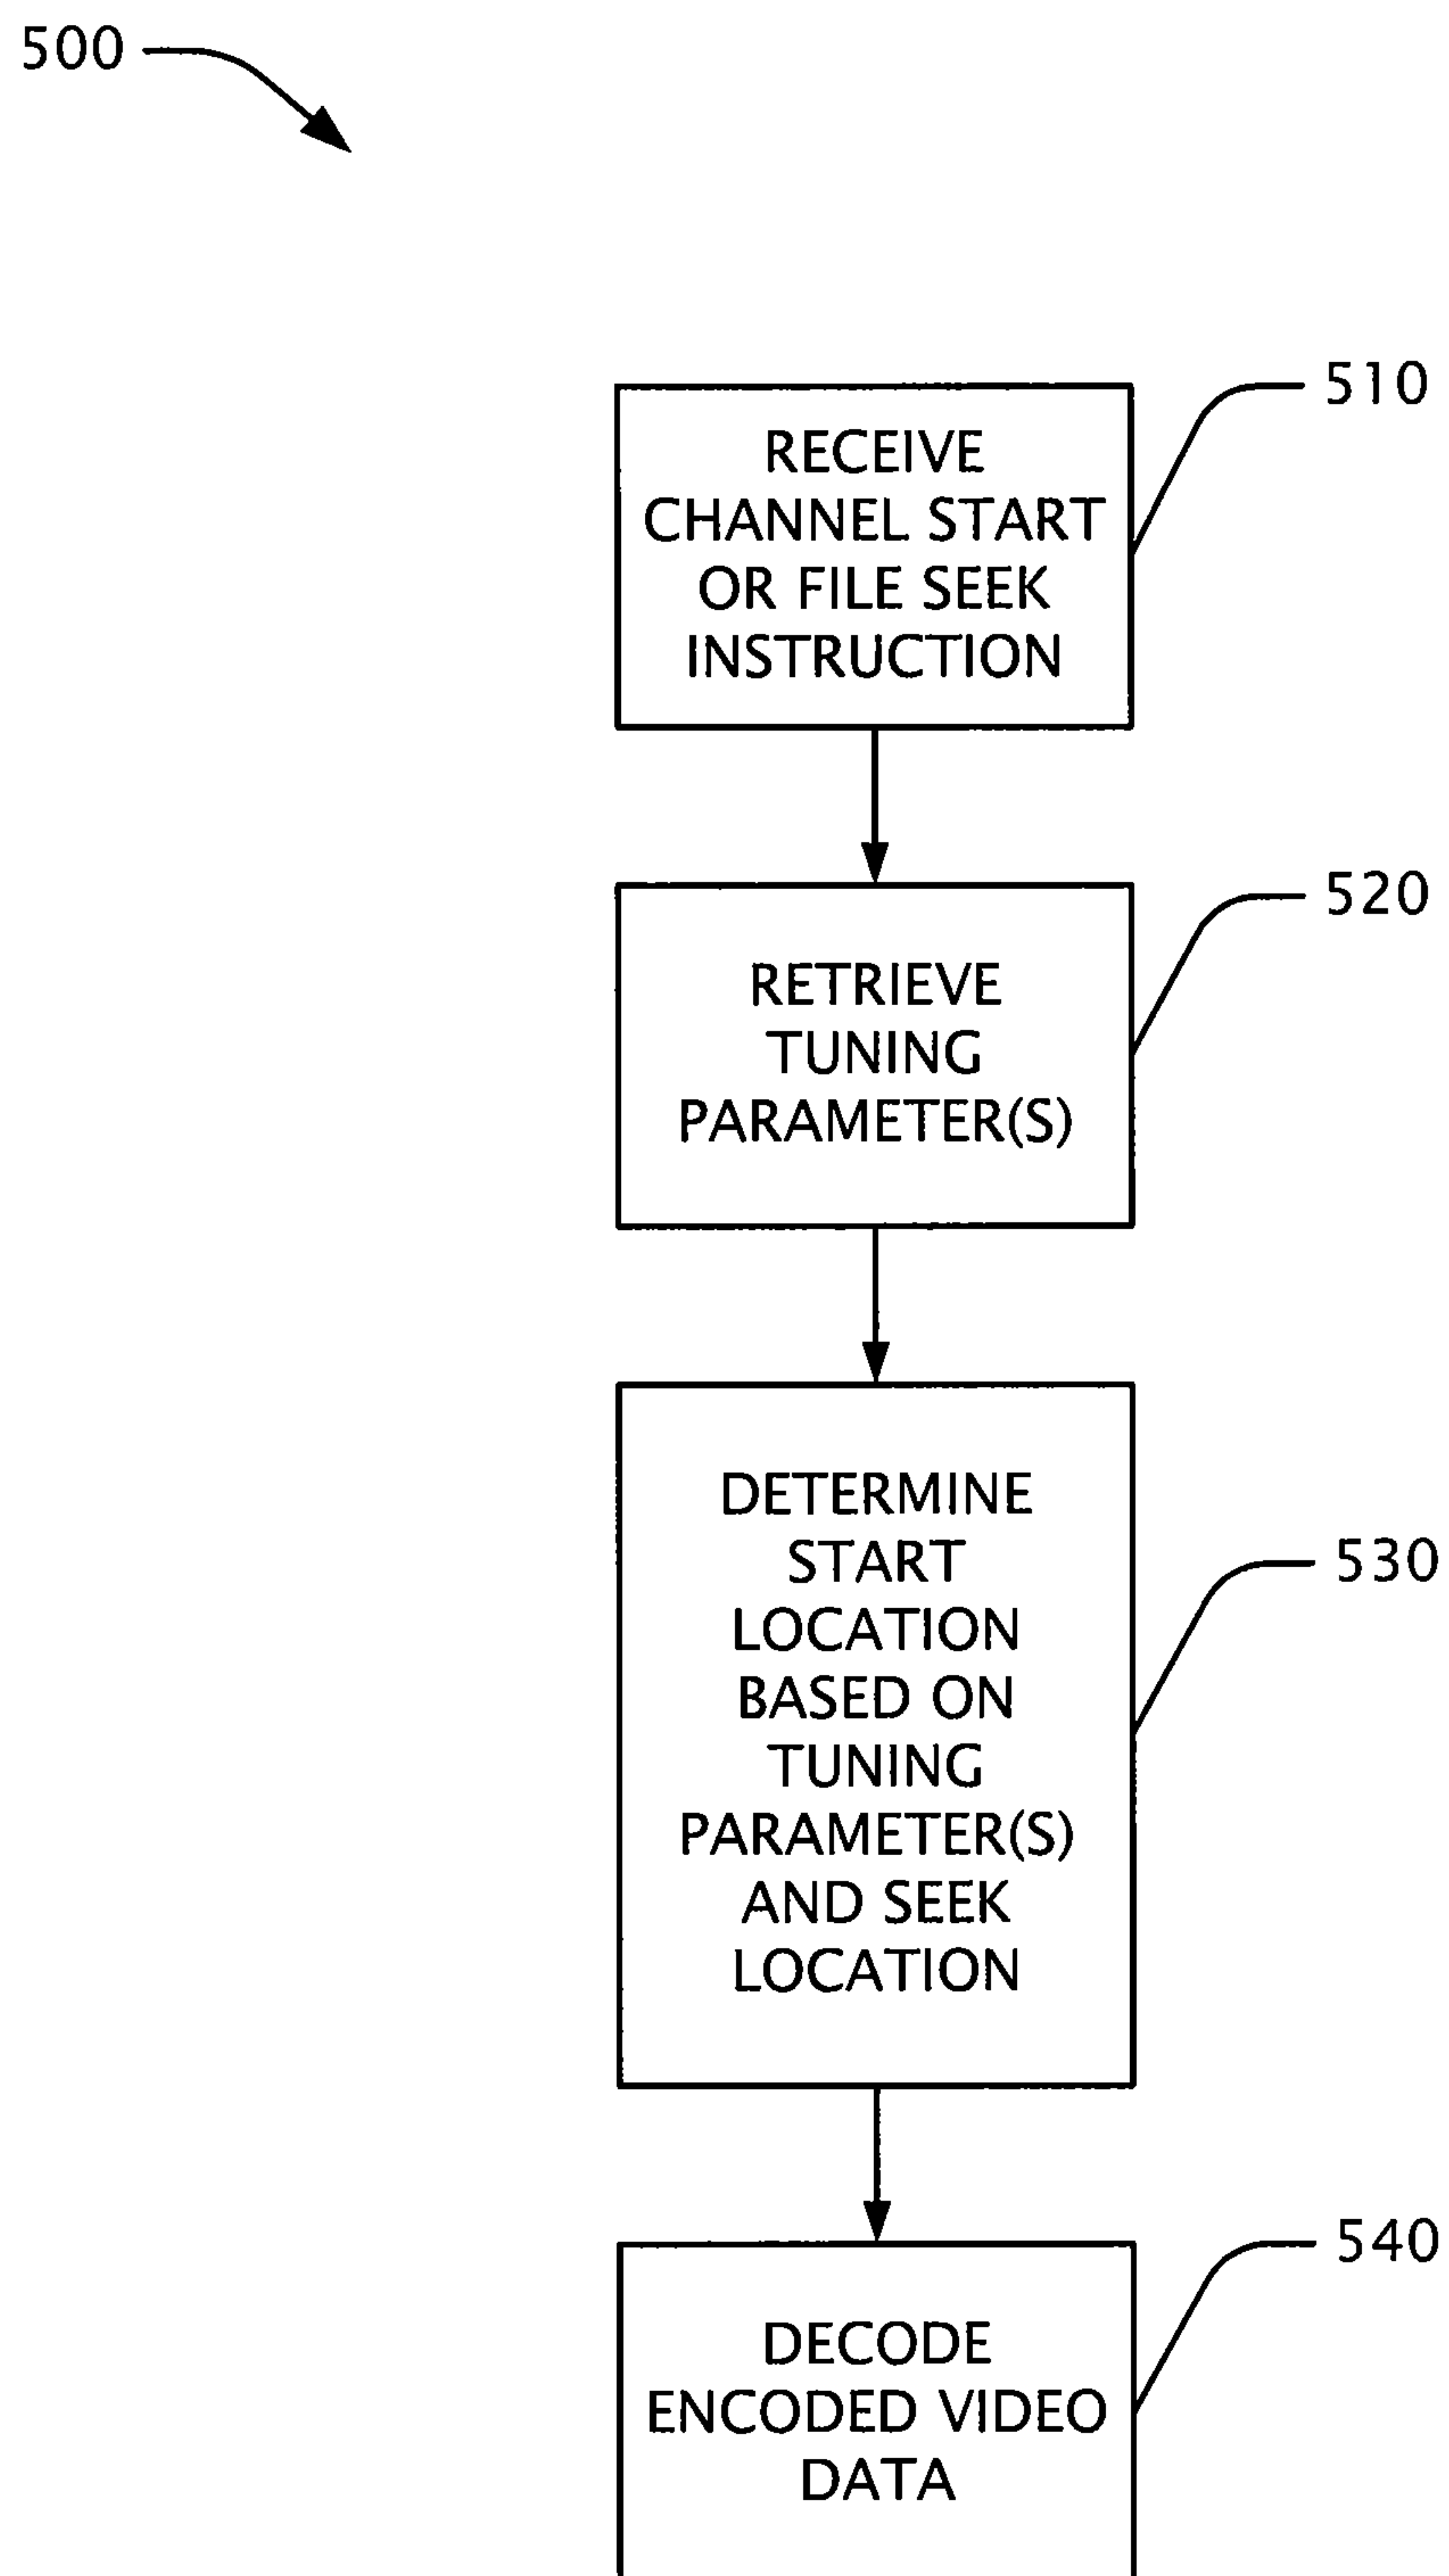 500
RECEIVE
CHANNEL START
OR FILE SEEK
INSTRUCTION
510
RETRIEVE
TUNING
PARAMETER(S)
520
DETERMINE
START
LOCATION
BASED ON
TUNING
PARAMETER(S)
AND SEEK
LOCATION
530
DECODE
ENCODED VIDEO
DATA
540